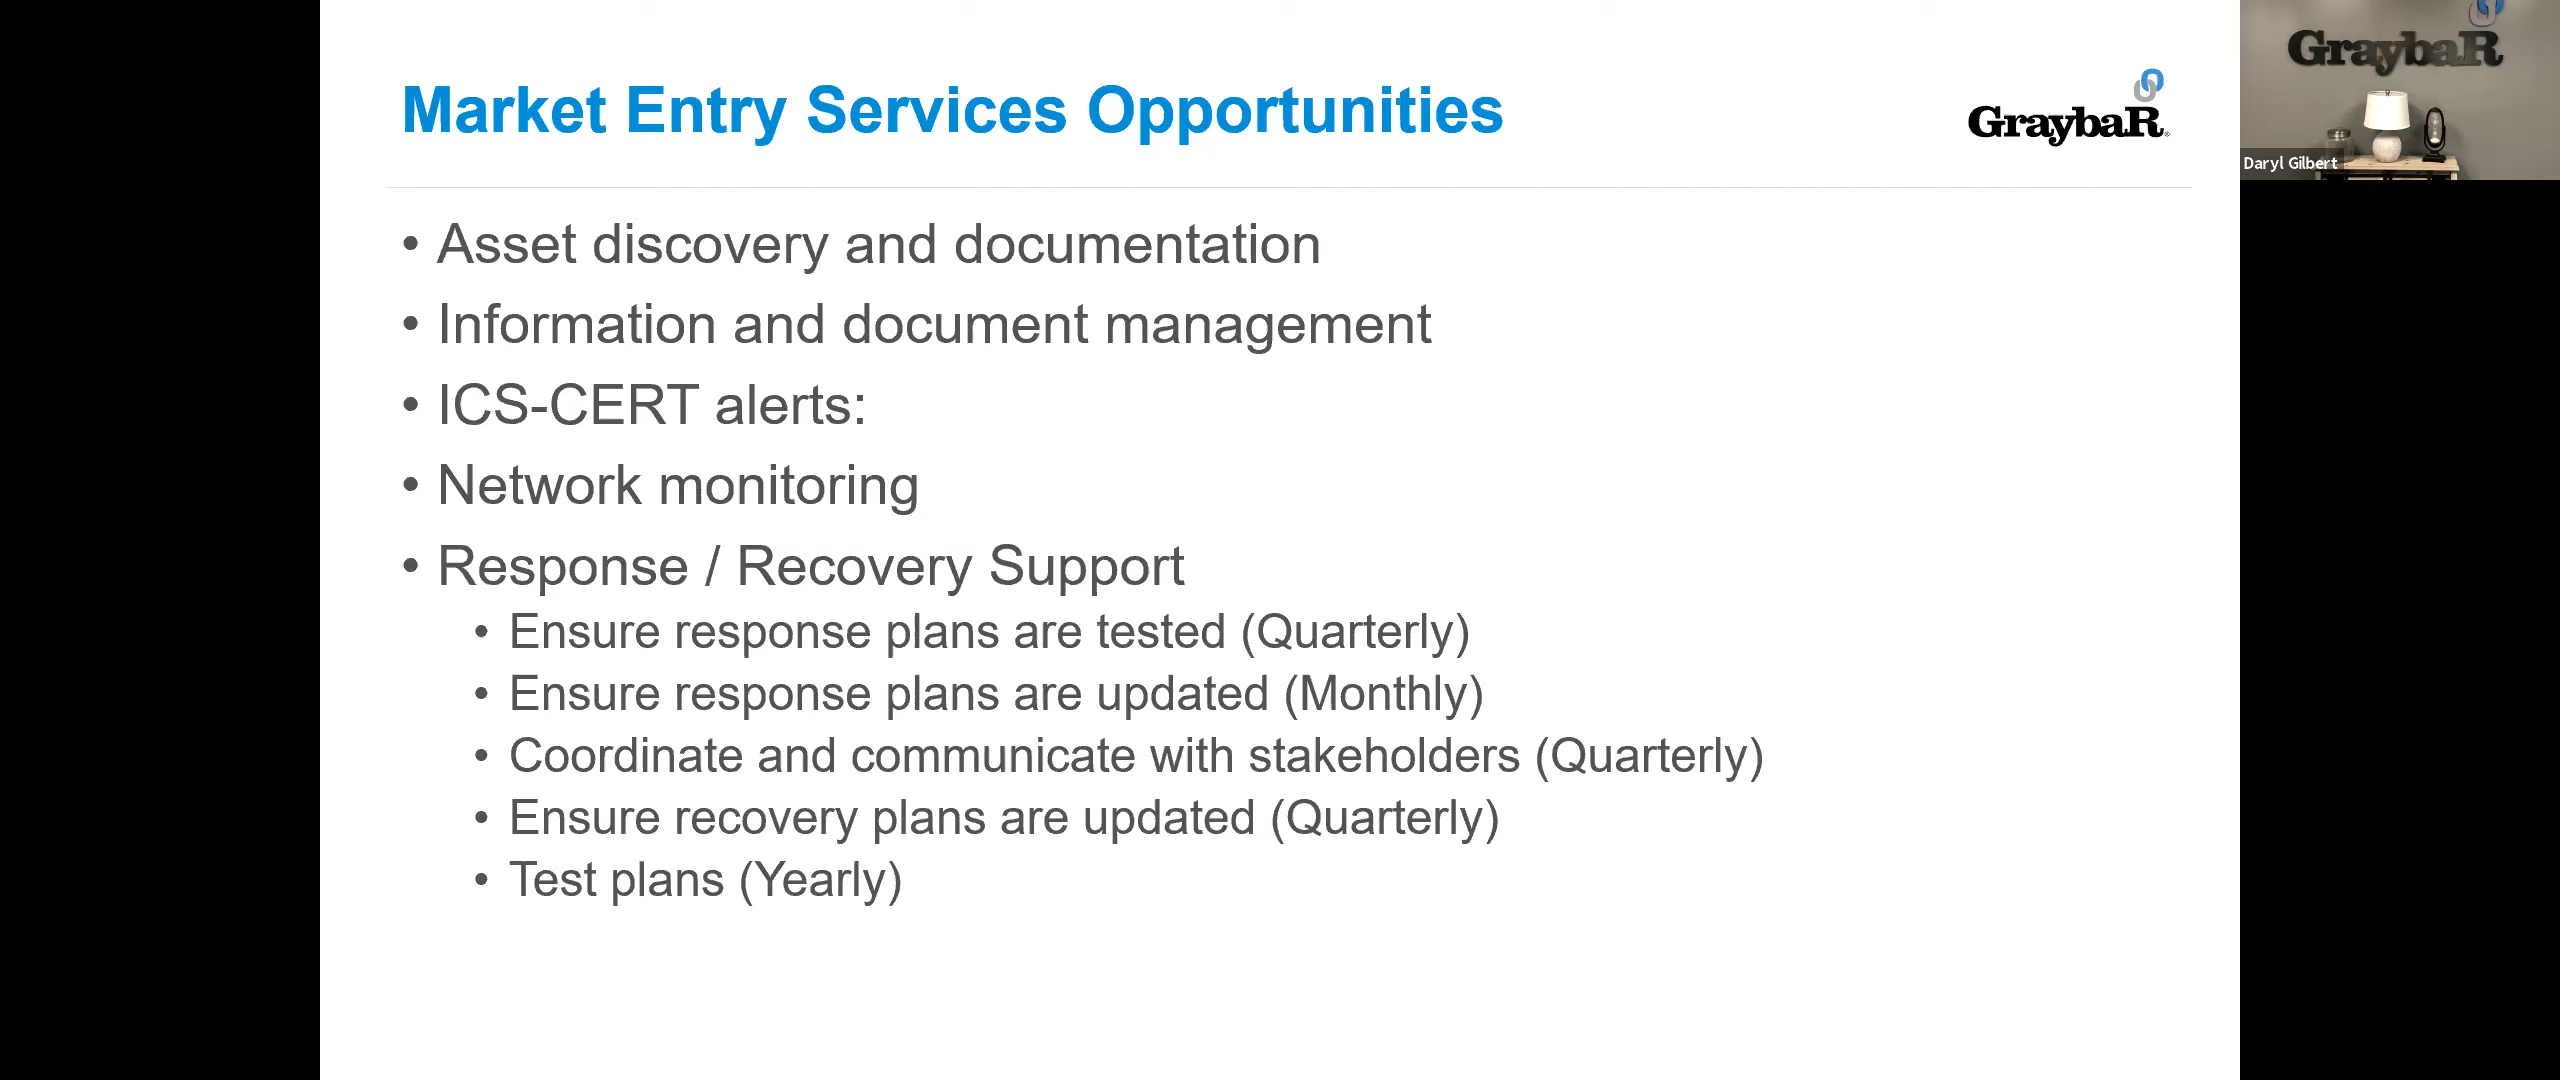 Market Entry Services Opportunities
GraybaR
GraybaR
Daryl Gilbert
• Asset discovery and documentation
• Information and document management
• ICS-CERT alerts:
• Network monitoring
• Response / Recovery Support
• Ensure response plans are tested (Quarterly)
• Ensure response plans are updated (Monthly)
• Coordinate and communicate with stakeholders (Quarterly)
• Ensure recovery plans are updated (Quarterly)
• Test plans (Yearly)